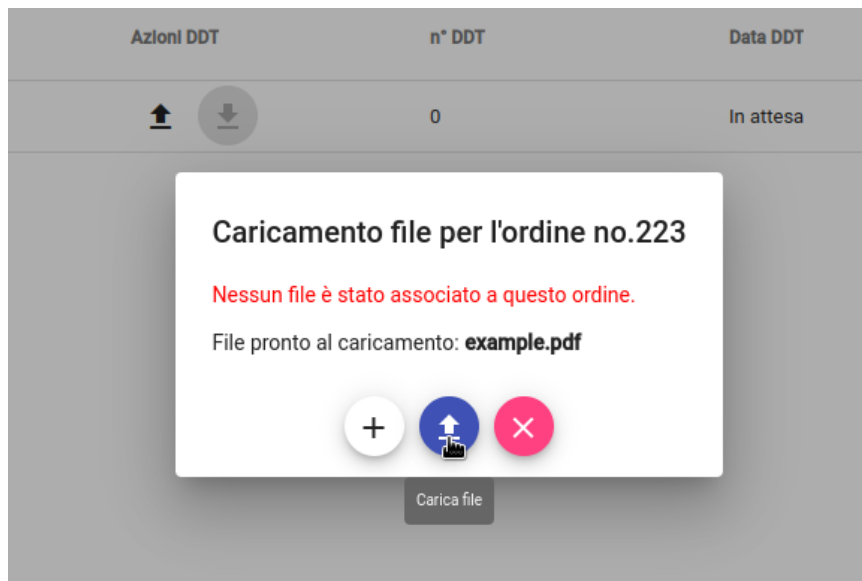 Azioni DDT n° DDT Data DDT
0 In attesa
Caricamento file per l'ordine no.223
Nessun file è stato associato a questo ordine.
File pronto al caricamento: example.pdf
Carica file